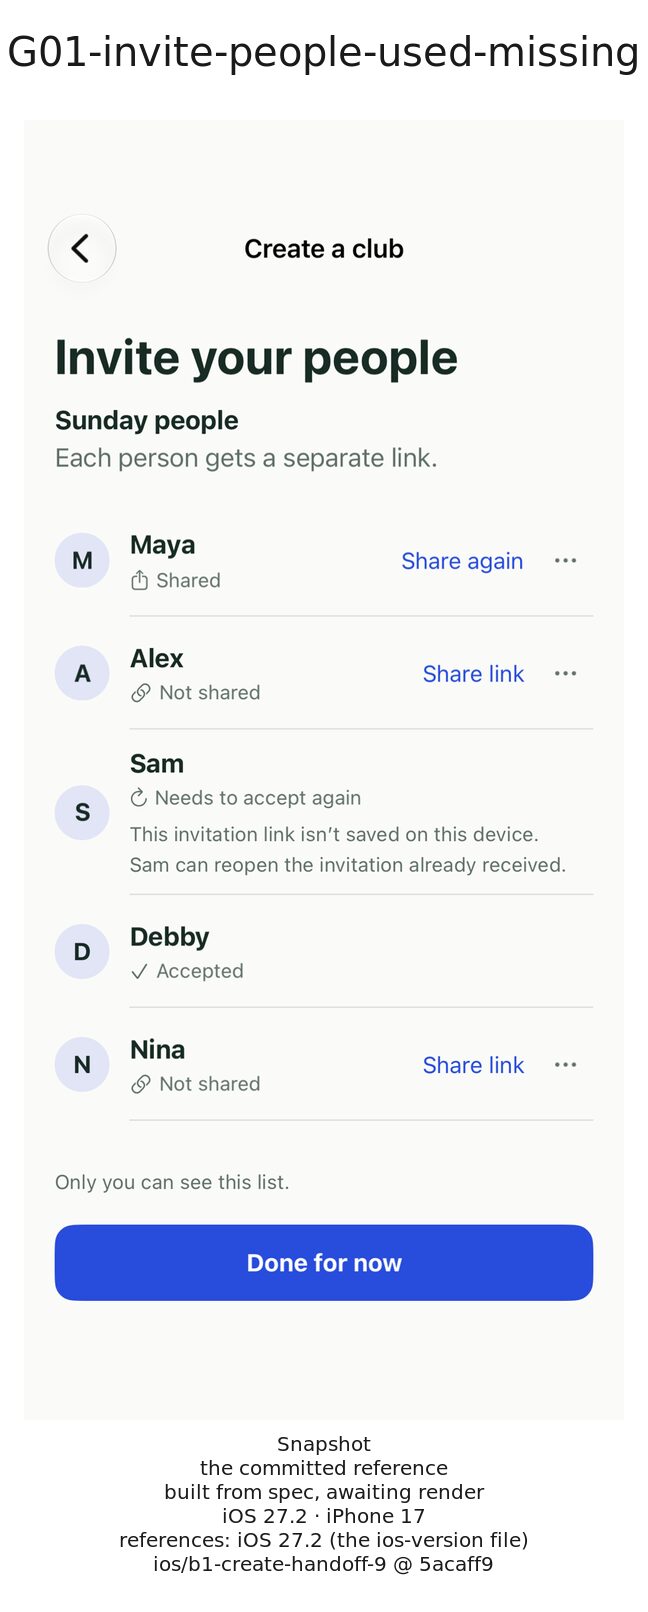 G01-invite-people-used-missing
Create a club
Invite your people
Sunday people
Each person gets a separate link.
M
Maya
Shared
Share again
A
Alex
Not shared
Share link
S
Sam
Needs to accept again
This invitation link isn’t saved on this device.
Sam can reopen the invitation already received.
D
Debby
Accepted
N
Nina
Not shared
Share link
Only you can see this list.
Done for now
Snapshot
the committed reference
built from spec, awaiting render
iOS 27.2 · iPhone 17
references: iOS 27.2 (the ios-version file)
ios/b1-create-handoff-9 @ 5acaff9